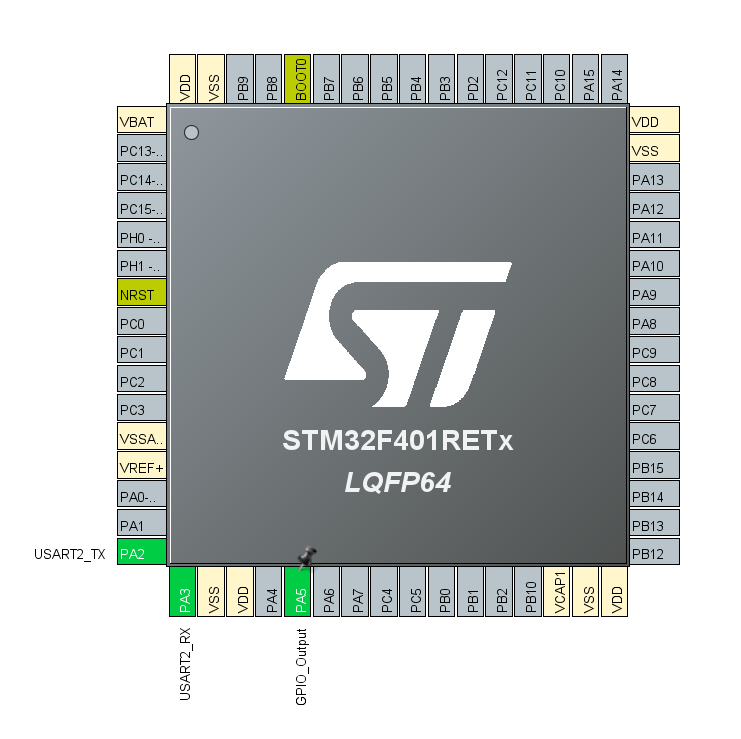 VDD
VSS
PB9
PB8
BOOT0
PB7
PB6
PB5
PB4
PB3
PD2
PC12
PC11
PC10
PA15
PA14
VBAT
PC13-..
PC14-..
PC15-..
PH0 -..
PH1 -..
NRST
PC0
PC1
PC2
PC3
VSSA..
VREF+
PA0-..
PA1
USART2_TX PA2
STM32F401RETx
LQFP64
VDD
VSS
PA13
PA12
PA11
PA10
PA9
PA8
PC9
PC8
PC7
PC6
PB15
PB14
PB13
PB12
PA3
VSS
VDD
PA4
PA5
PA6
PA7
PC4
PC5
PB0
PB1
PB2
PB10
VCAP1
VSS
VDD
USART2_RX
GPIO_Output